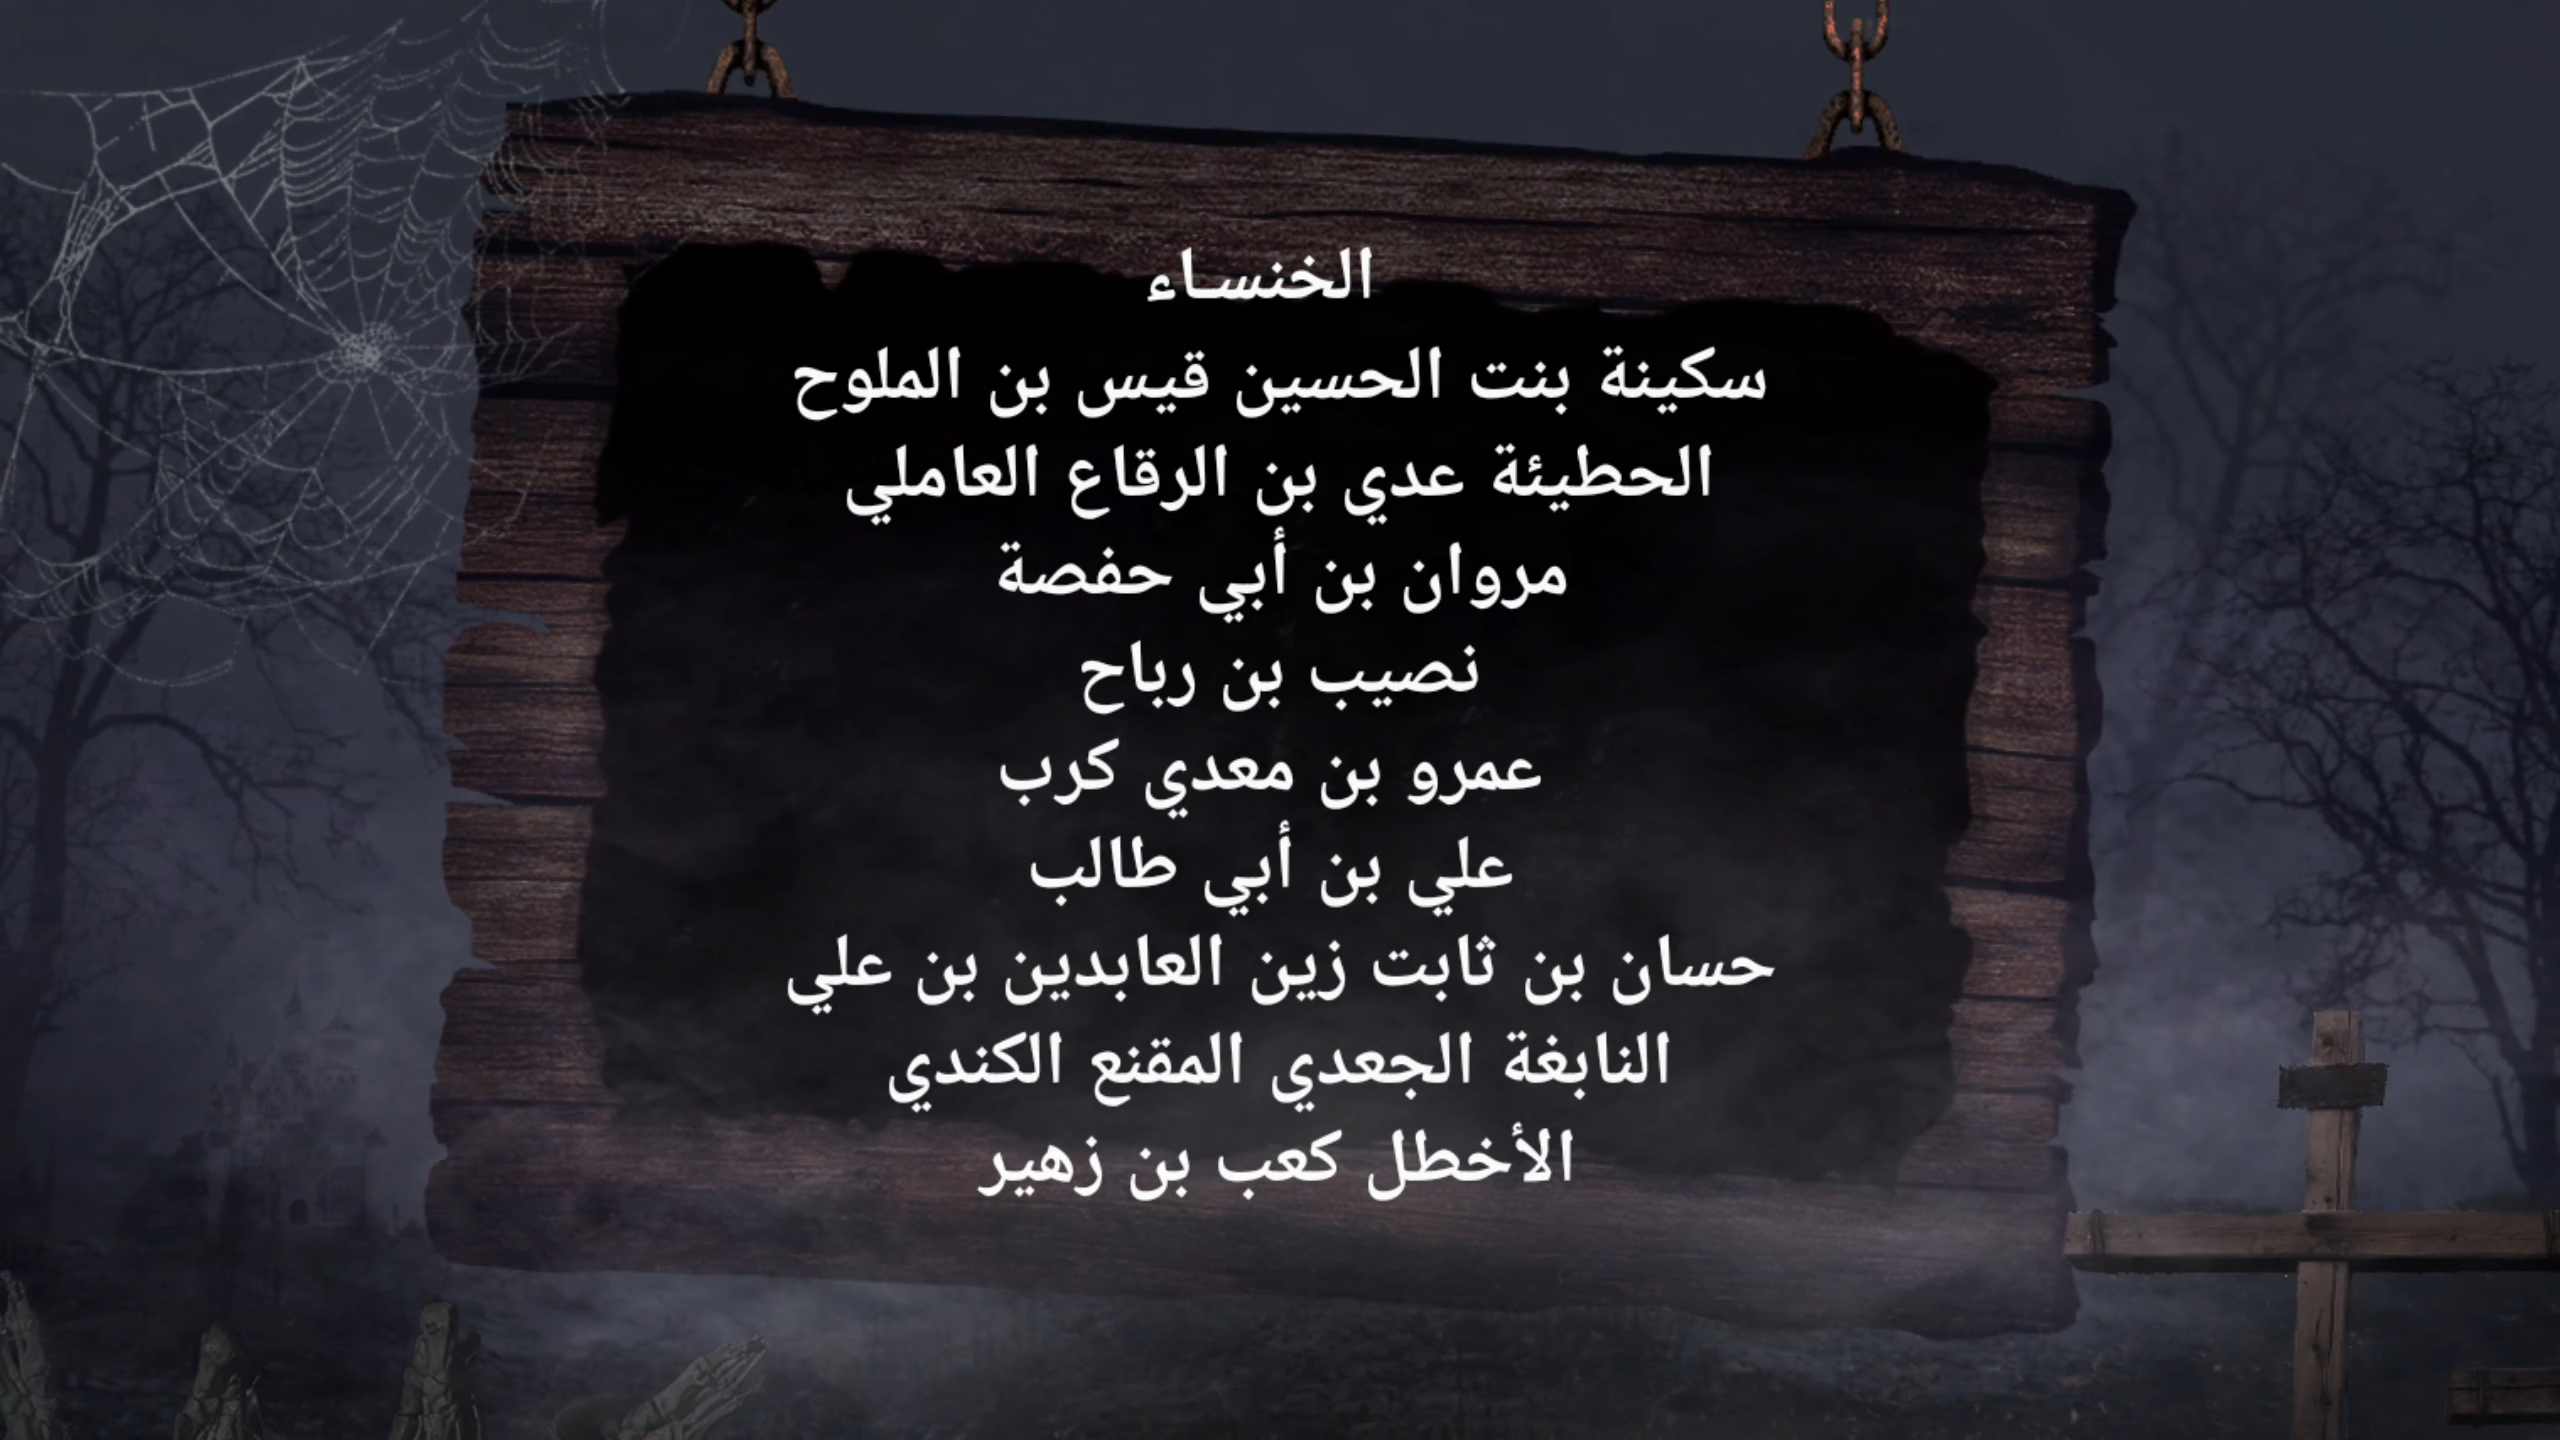 الخنساء
سكينة بنت الحسين قيس بن الملوح
الحطيئة عدي بن الرقاع العاملي
مروان بن أبي حفصة
نصيب بن رباح
عمرو بن معدي كرب
علي بن أبي طالب
حسان بن ثابت زين العابدين بن علي
النابغة الجعدي المقنع الكندي
الأخطل كعب بن زهير